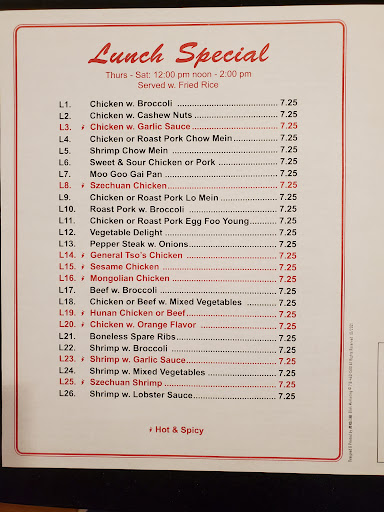 Lunch Special
Thurs - Sat: 12:00 pm noon - 2:00 pm
Served w. Fried Rice
L1. Chicken w. Broccoli 7.25
L2. Chicken w. Cashew Nuts 7.25
L3. Chicken w. Garlic Sauce 7.25
L4. Chicken or Roast Pork Chow Mein 7.25
L5. Shrimp Chow Mein 7.25
L6. Sweet & Sour Chicken or Pork 7.25
L7. Moo Goo Gai Pan 7.25
L8. Szechuan Chicken 7.25
L9. Chicken or Roast Pork Lo Mein 7.25
L10. Roast Pork w. Broccoli 7.25
L11. Chicken or Roast Pork Egg Foo Young 7.25
L12. Vegetable Delight 7.25
L13. Pepper Steak w. Onions 7.25
L14. General Tso's Chicken 7.25
L15. Sesame Chicken 7.25
L16. Mongolian Chicken 7.25
L17. Beef w. Broccoli 7.25
L18. Chicken or Beef w. Mixed Vegetables 7.25
L19. Hunan Chicken or Beef 7.25
L20. Chicken w. Orange Flavor 7.25
L21. Boneless Spare Ribs 7.25
L22. Shrimp w. Broccoli 7.25
L23. Shrimp w. Garlic Sauce 7.25
L24. Shrimp w. Mixed Vegetables 7.25
L25. Szechuan Shrimp 7.25
L26. Shrimp w. Lobster Sauce 7.25
Hot & Spicy